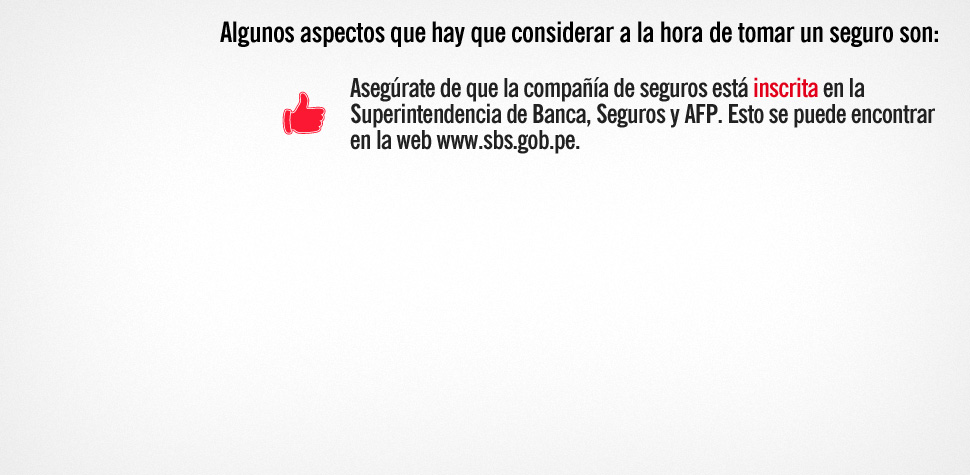 Algunos aspectos que hay que considerar a la hora de tomar un seguro son:
Asegúrate de que la compañía de seguros está inscrita en la
Superintendencia de Banca, Seguros y AFP. Esto se puede encontrar
en la web www.sbs.gob.pe.